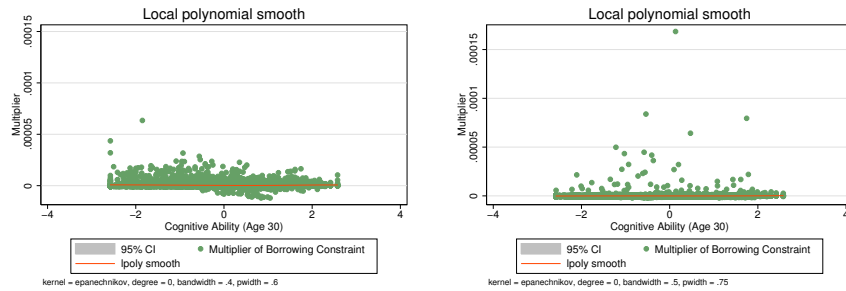 Local polynomial smooth
.00015
.0001
.00005
0
Multiplier
−4
−2
0
2
4
Cognitive Ability (Age 30)
95% CI
Multiplier of Borrowing Constraint
lpoly smooth
kernel = epanechnikov, degree = 0, bandwidth = .4, pwidth = .6
Local polynomial smooth
.00015
.0001
.00005
0
Multiplier
−4
−2
0
2
4
Cognitive Ability (Age 30)
95% CI
Multiplier of Borrowing Constraint
lpoly smooth
kernel = epanechnikov, degree = 0, bandwidth = .5, pwidth = .75